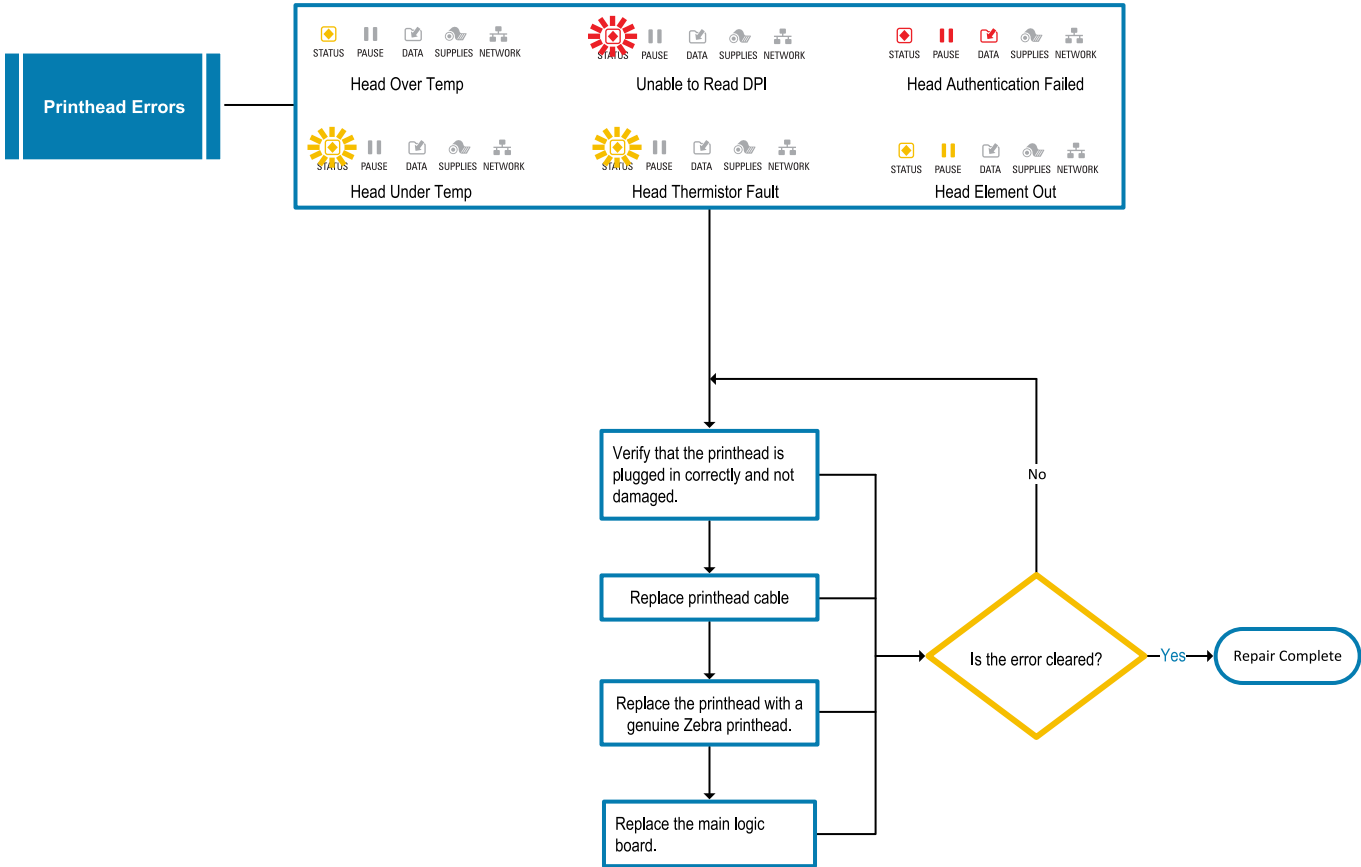 Printhead Errors
STATUS PAUSE DATA SUPPLIES NETWORK
Head Over Temp
STATUS PAUSE DATA SUPPLIES NETWORK
Unable to Read DPI
STATUS PAUSE DATA SUPPLIES NETWORK
Head Authentication Failed
STATUS PAUSE DATA SUPPLIES NETWORK
Head Under Temp
STATUS PAUSE DATA SUPPLIES NETWORK
Head Thermistor Fault
STATUS PAUSE DATA SUPPLIES NETWORK
Head Element Out
Verify that the printhead is
plugged in correctly and not
damaged.
No
Replace printhead cable
Is the error cleared?
Yes
Repair Complete
Replace the printhead with a
genuine Zebra printhead.
Replace the main logic
board.